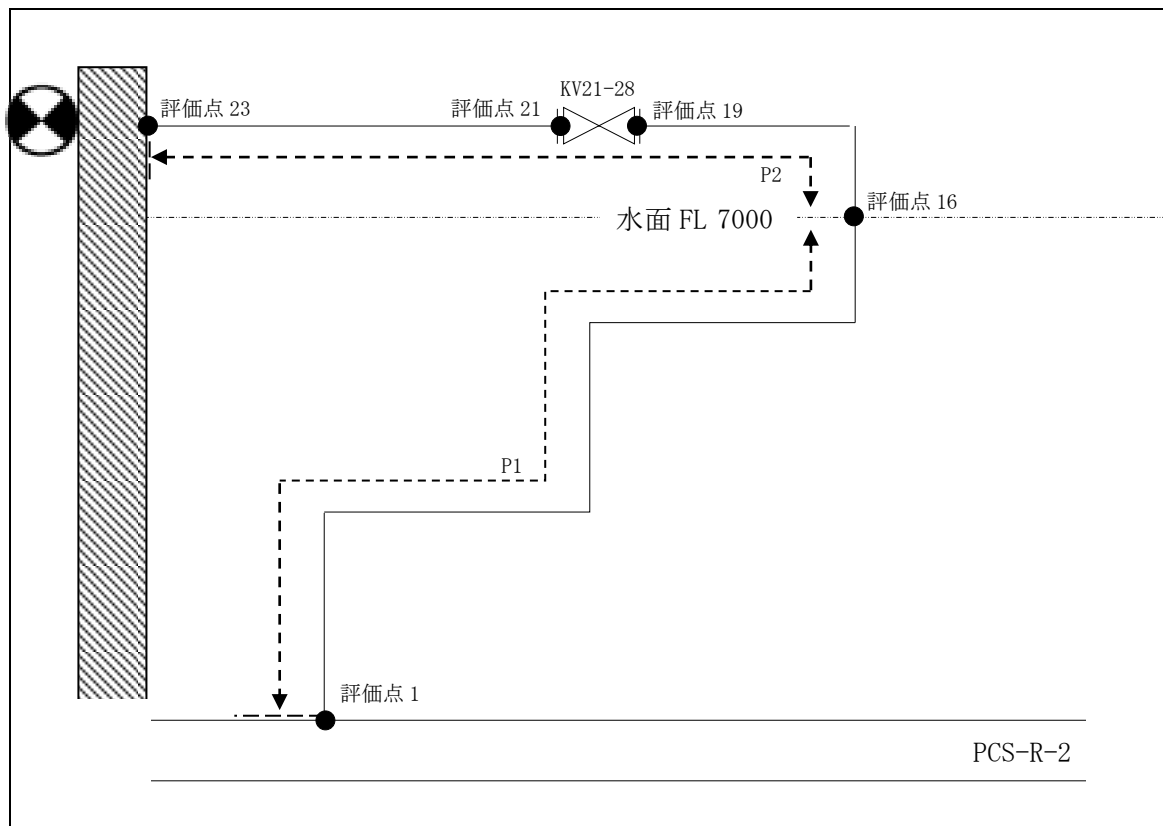 KV21-28
評価点 23
評価点 21
評価点 19
P2
評価点 16
水面 FL 7000
P1
評価点 1
PCS-R-2